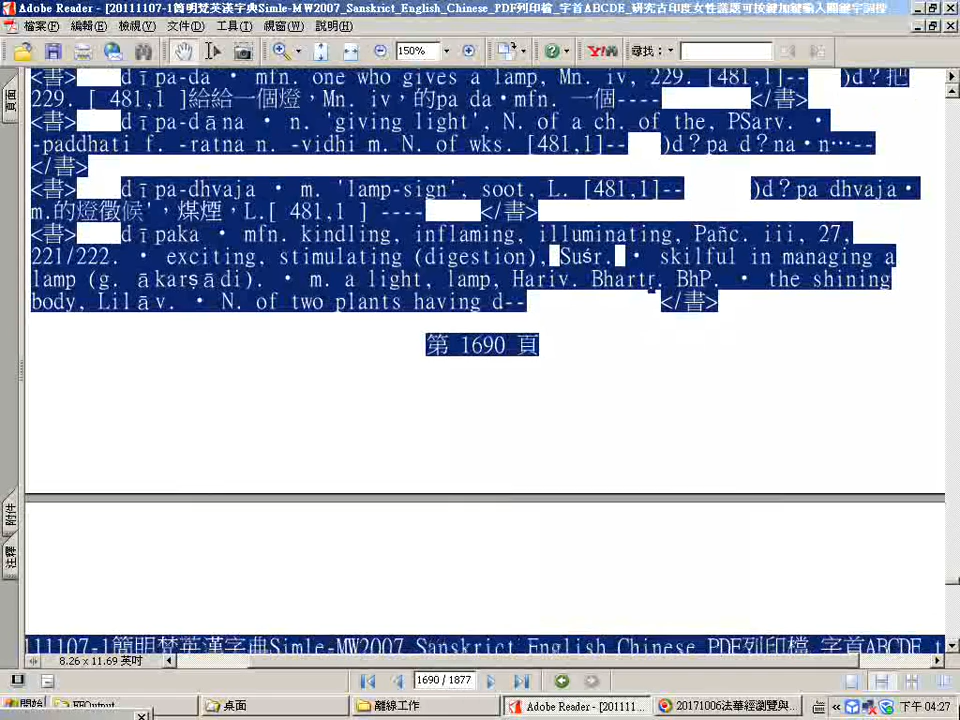 Adobe Reader - [20111107-1簡明梵英漢字典Simle-MW2007_Sanskrict_English_Chinese_PDF列印檔_字首ABCDE_研究古印度女性議題可按鍵加鍵輸入關鍵字詞搜
檔案(F) 編輯(E) 檢視(V) 文件(D) 工具(T) 視窗(W) 說明(H)
150% 尋找：
頁面
<書> dīpa-da • mfn. one who gives a lamp, Mn. iv, 229. [481,1]-- )d？把
229. [ 481,1 ]給給一個燈，Mn. iv，的pa da•mfn. 一個---- </書>
<書> dīpa-dāna • n. 'giving light', N. of a ch. of the, PSarv. •
-paddhati f. -ratna n. -vidhi m. N. of wks. [481,1]-- )d？pa d？na•n…--
</書>
<書> dīpa-dhvaja • m. 'lamp-sign', soot, L. [481,1]-- )d？pa dhvaja•
m.的燈徵候'，煤煙，L.[ 481,1 ] ---- </書>
<書> dīpaka • mfn. kindling, inflaming, illuminating, Pañc. iii, 27,
221/222. • exciting, stimulating (digestion), Suśr. • skilful in managing a
lamp (g. ākarṣādi). • m. a light, lamp, Hariv. Bhartṛ. BhP. • the shining
body, Lilāv. • N. of two plants having d-- </書>
第 1690 頁
附件
注釋
111107-1簡明梵英漢字典Simle-MW2007_Sanskrict_English_Chinese_PDF列印檔_字首ABCDE_t
8.26 x 11.69 英吋
1690 / 1877
開始 FFOutput 桌面 離線工作 Adobe Reader - [201111... 20171006法華經瀏覽與... 下午 04:27